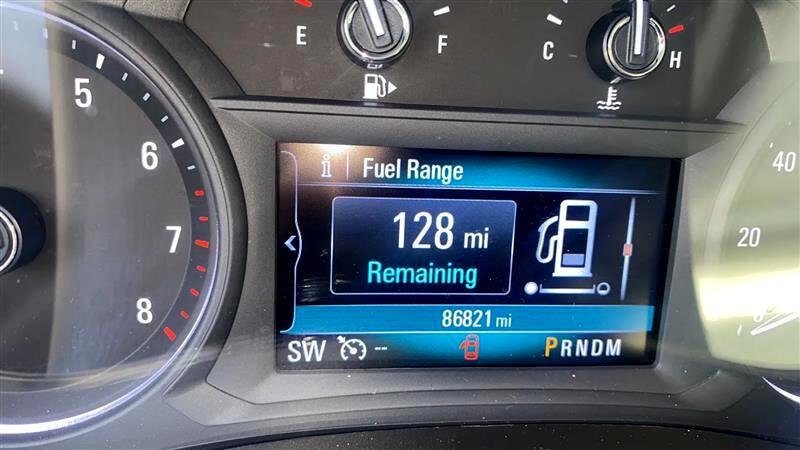 E F
C H
5
6
7
8
i Fuel Range
128 mi
Remaining
86821 mi
SW -- PRNDM
40
20